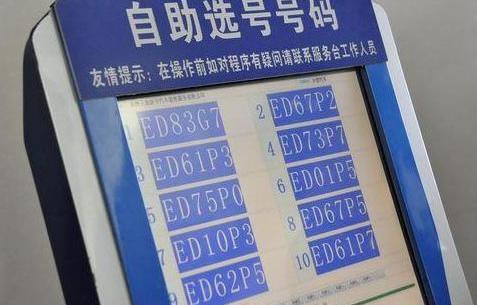 自助选号号码
友情提示：在操作前如对程序有疑问请联系服务台工作人员
1 ED83G7
2 ED67P2
3 ED61P3
4 ED73P7
5 ED75P0
6 ED01P5
7 ED10P3
8 ED67P5
9 ED62P5
10 ED61P7